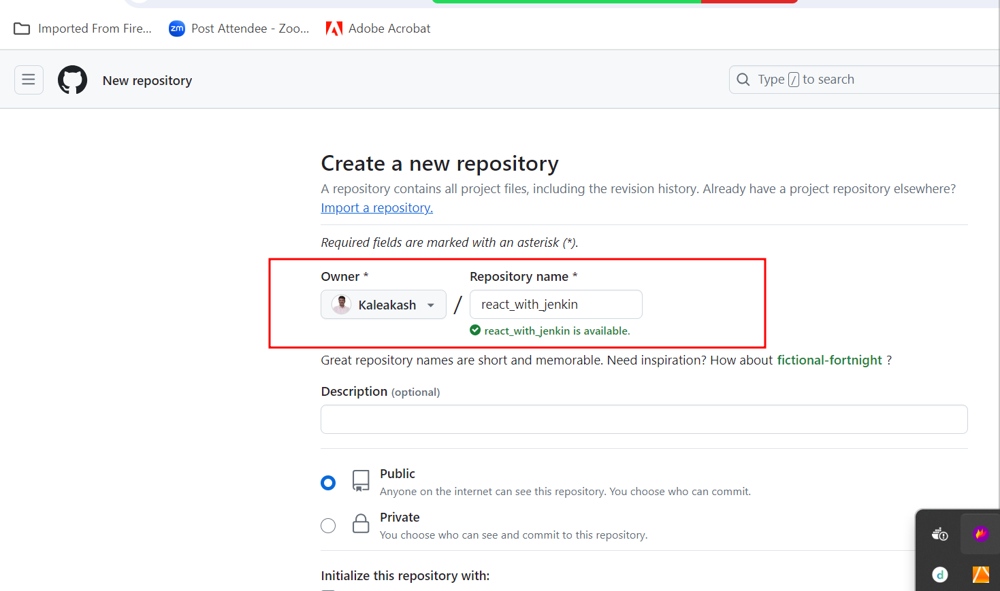 Imported From Fire...
Post Attendee - Zoo...
Adobe Acrobat
New repository
Type / to search
Create a new repository
A repository contains all project files, including the revision history. Already have a project repository elsewhere?
Import a repository.
Required fields are marked with an asterisk (*).
Owner *
Repository name *
Kaleakash
/
react_with_jenkin
react_with_jenkin is available.
Great repository names are short and memorable. Need inspiration? How about fictional-fortnight ?
Description (optional)
Public
Anyone on the internet can see this repository. You choose who can commit.
Private
You choose who can see and commit to this repository.
Initialize this repository with: